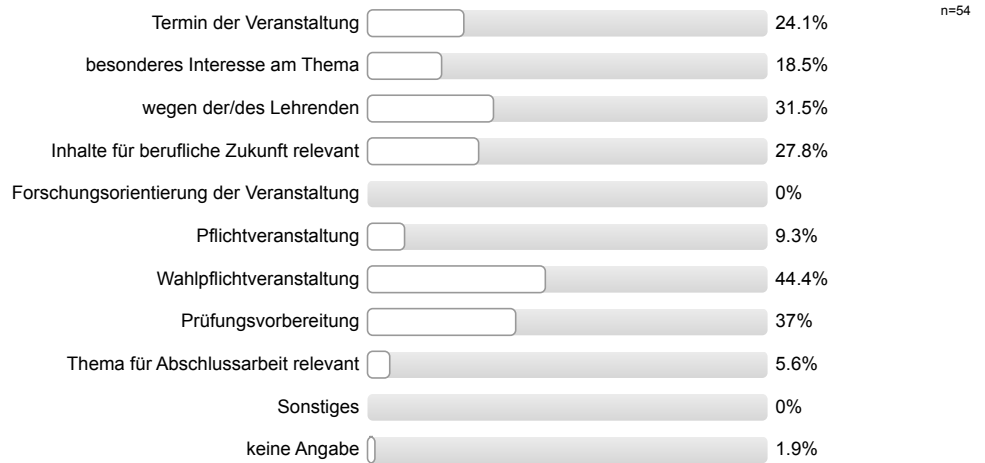 Termin der Veranstaltung 24.1% n=54
besonderes Interesse am Thema 18.5%
wegen der/des Lehrenden 31.5%
Inhalte für berufliche Zukunft relevant 27.8%
Forschungsorientierung der Veranstaltung 0%
Pflichtveranstaltung 9.3%
Wahlpflichtveranstaltung 44.4%
Prüfungsvorbereitung 37%
Thema für Abschlussarbeit relevant 5.6%
Sonstiges 0%
keine Angabe 1.9%